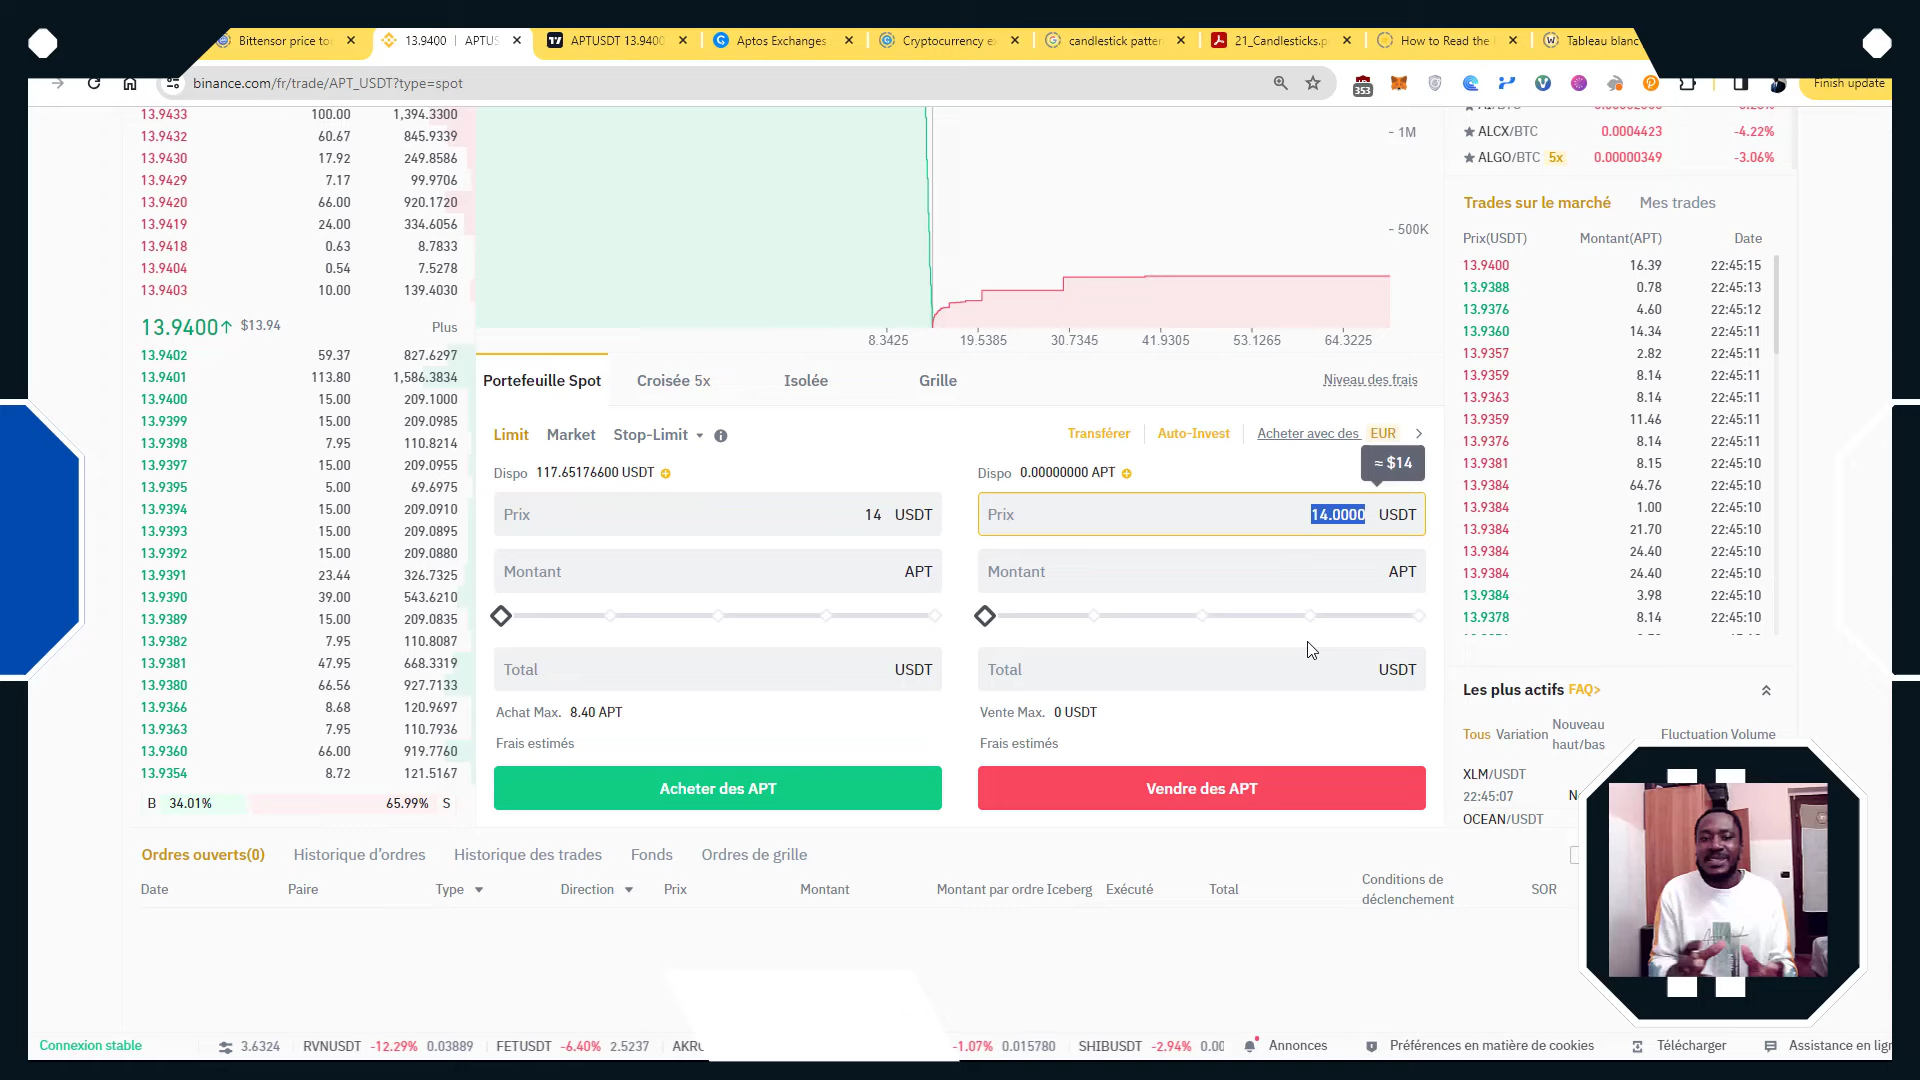 Bittensor price to
13.9400 | APTUS
APTUSDT 13.9400
Aptos Exchanges
Cryptocurrency e
candlestick patter
21_Candlesticks.p
How to Read the
Tableau blanc
binance.com/fr/trade/APT_USDT?type=spot
353
Finish update
13.9433 100.00 1,394.3300
13.9432 60.67 845.9339
13.9430 17.92 249.8586
13.9429 7.17 99.9706
13.9420 66.00 920.1720
13.9419 24.00 334.6056
13.9418 0.63 8.7833
13.9404 0.54 7.5278
13.9403 10.00 139.4030
13.9400↑ $13.94 Plus
13.9402 59.37 827.6297
13.9401 113.80 1,586.3834
13.9400 15.00 209.1000
13.9399 15.00 209.0985
13.9398 7.95 110.8214
13.9397 15.00 209.0955
13.9395 5.00 69.6975
13.9394 15.00 209.0910
13.9393 15.00 209.0895
13.9392 15.00 209.0880
13.9391 23.44 326.7325
13.9390 39.00 543.6210
13.9389 15.00 209.0835
13.9382 7.95 110.8087
13.9381 47.95 668.3319
13.9380 66.56 927.7133
13.9366 8.68 120.9697
13.9363 7.95 110.7936
13.9360 66.00 919.7760
13.9354 8.72 121.5167
B 34.01% 65.99% S
- 1M
- 500K
8.3425 19.5385 30.7345 41.9305 53.1265 64.3225
Portefeuille Spot Croisée 5x Isolée Grille Niveau des frais
Limit Market Stop-Limit Transférer Auto-Invest Acheter avec des EUR
≈ $14
Dispo 117.65176600 USDT
Prix 14 USDT
Montant APT
Total USDT
Achat Max. 8.40 APT
Frais estimés
Acheter des APT
Dispo 0.00000000 APT
Prix 14.0000 USDT
Montant APT
Total USDT
Vente Max. 0 USDT
Frais estimés
Vendre des APT
ALCX/BTC 0.0004423 -4.22%
ALGO/BTC 5x 0.00000349 -3.06%
Trades sur le marché Mes trades
Prix(USDT) Montant(APT) Date
13.9400 16.39 22:45:15
13.9388 0.78 22:45:13
13.9376 4.60 22:45:12
13.9360 14.34 22:45:11
13.9357 2.82 22:45:11
13.9359 8.14 22:45:11
13.9363 8.14 22:45:11
13.9359 11.46 22:45:11
13.9376 8.14 22:45:11
13.9381 8.15 22:45:10
13.9384 64.76 22:45:10
13.9384 1.00 22:45:10
13.9384 21.70 22:45:10
13.9384 24.40 22:45:10
13.9384 24.40 22:45:10
13.9384 3.98 22:45:10
13.9378 8.14 22:45:10
Les plus actifs FAQ>
Tous Variation Nouveau haut/bas Fluctuation Volume
XLM/USDT
22:45:07
OCEAN/USDT
Ordres ouverts(0) Historique d'ordres Historique des trades Fonds Ordres de grille
Date Paire Type Direction Prix Montant Montant par ordre Iceberg Exécuté Total Conditions de déclenchement SOR
Connexion stable 3.6324 RVNUSDT -12.29% 0.03889 FETUSDT -6.40% 2.5237 -1.07% 0.015780 SHIBUSDT -2.94% 0.00 Annonces Préférences en matière de cookies Télécharger Assistance en lign